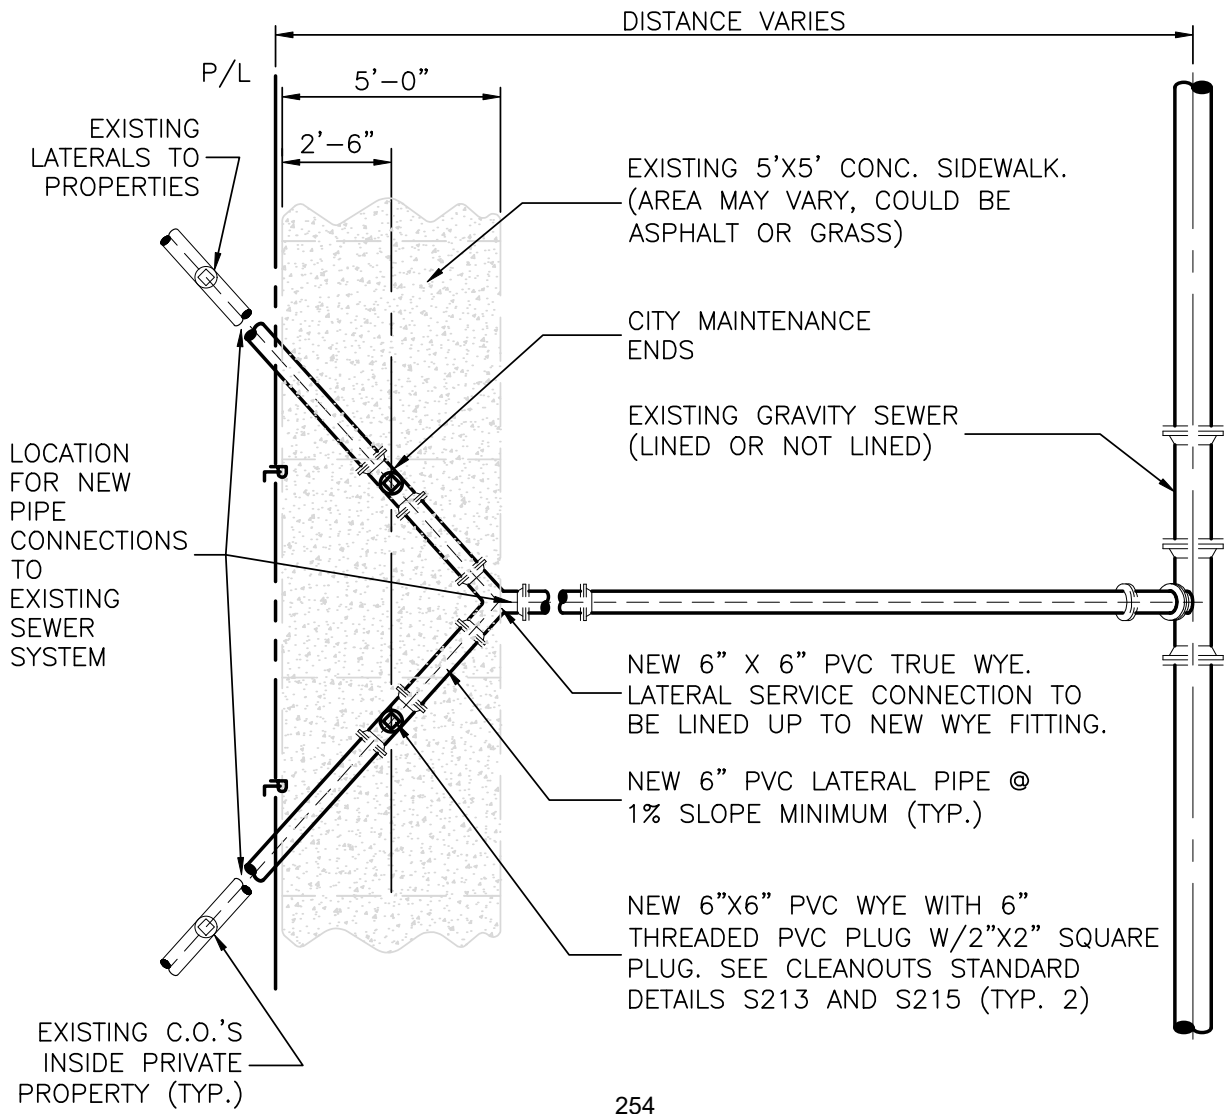 DISTANCE VARIES
P/L
5'-0"
2'-6"
EXISTING
LATERALS TO
PROPERTIES
EXISTING 5'X5' CONC. SIDEWALK.
(AREA MAY VARY, COULD BE
ASPHALT OR GRASS)
CITY MAINTENANCE
ENDS
EXISTING GRAVITY SEWER
(LINED OR NOT LINED)
LOCATION
FOR NEW
PIPE
CONNECTIONS
TO
EXISTING
SEWER
SYSTEM
NEW 6" X 6" PVC TRUE WYE.
LATERAL SERVICE CONNECTION TO
BE LINED UP TO NEW WYE FITTING.
NEW 6" PVC LATERAL PIPE @
1% SLOPE MINIMUM (TYP.)
NEW 6"X6" PVC WYE WITH 6"
THREADED PVC PLUG W/2"X2" SQUARE
PLUG. SEE CLEANOUTS STANDARD
DETAILS S213 AND S215 (TYP. 2)
EXISTING C.O.'S
INSIDE PRIVATE
PROPERTY (TYP.)
254